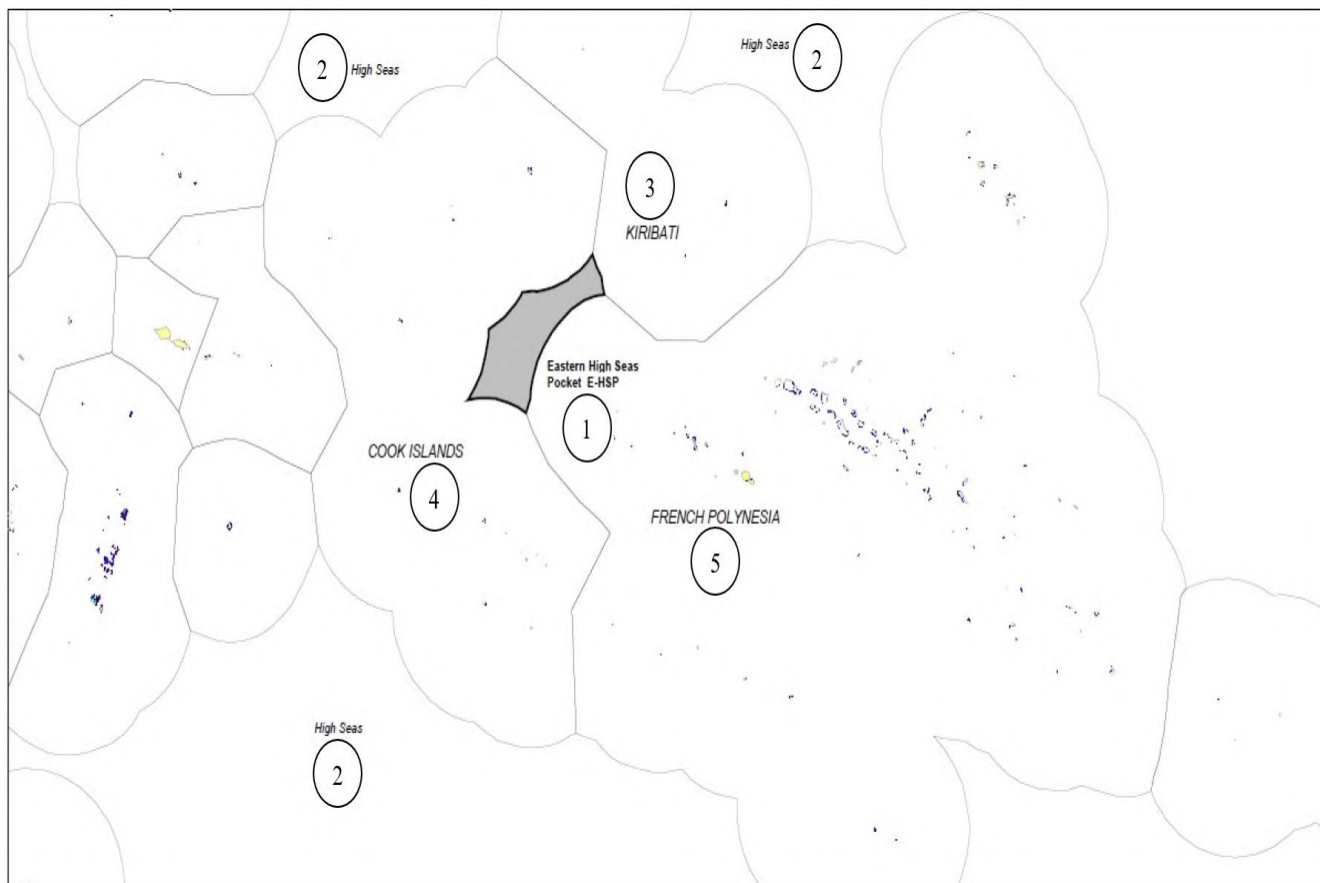 High Seas
2
High Seas
2
3
KIRIBATI
Eastern High Seas
Pocket E-HSP
1
COOK ISLANDS
4
FRENCH POLYNESIA
5
High Seas
2